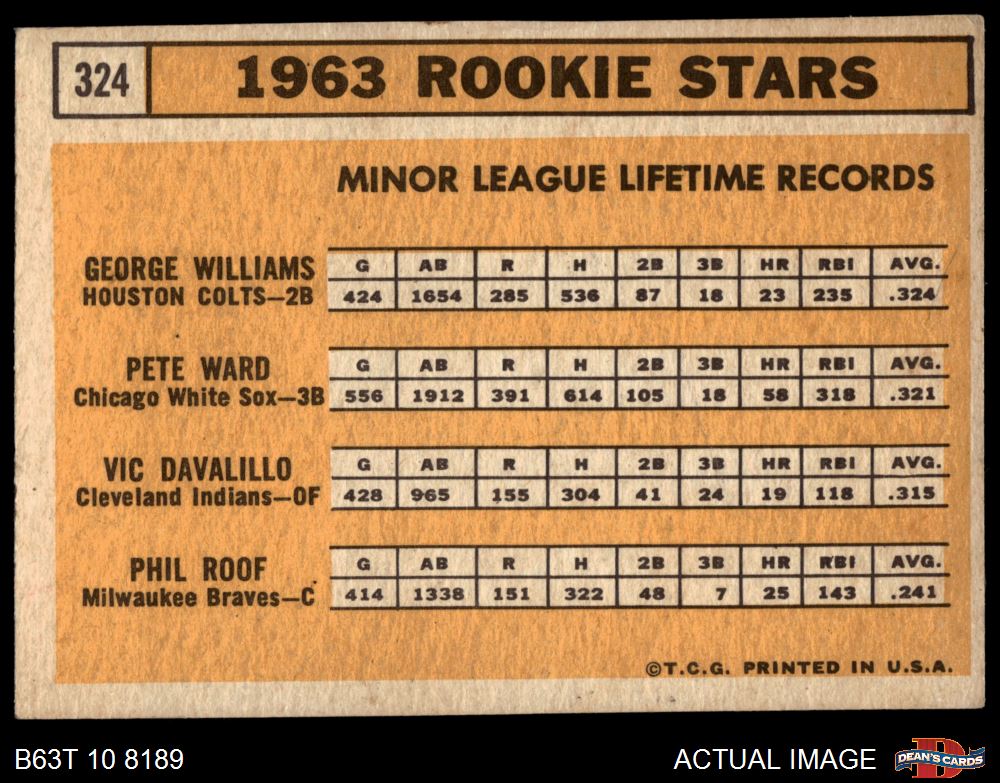 324 1963 ROOKIE STARS
MINOR LEAGUE LIFETIME RECORDS
GEORGE WILLIAMS G AB R H 2B 3B HR RBI AVG.
HOUSTON COLTS—2B 424 1654 285 536 87 18 23 235 .324
PETE WARD G AB R H 2B 3B HR RBI AVG.
Chicago White Sox—3B 556 1912 391 614 105 18 58 318 .321
VIC DAVALILLO G AB R H 2B 3B HR RBI AVG.
Cleveland Indians—OF 428 965 155 304 41 24 19 118 .315
PHIL ROOF G AB R H 2B 3B HR RBI AVG.
Milwaukee Braves—C 414 1338 151 322 48 7 25 143 .241
©T.C.G. PRINTED IN U.S.A.
B63T 10 8189 ACTUAL IMAGE D DEAN'S CARDS